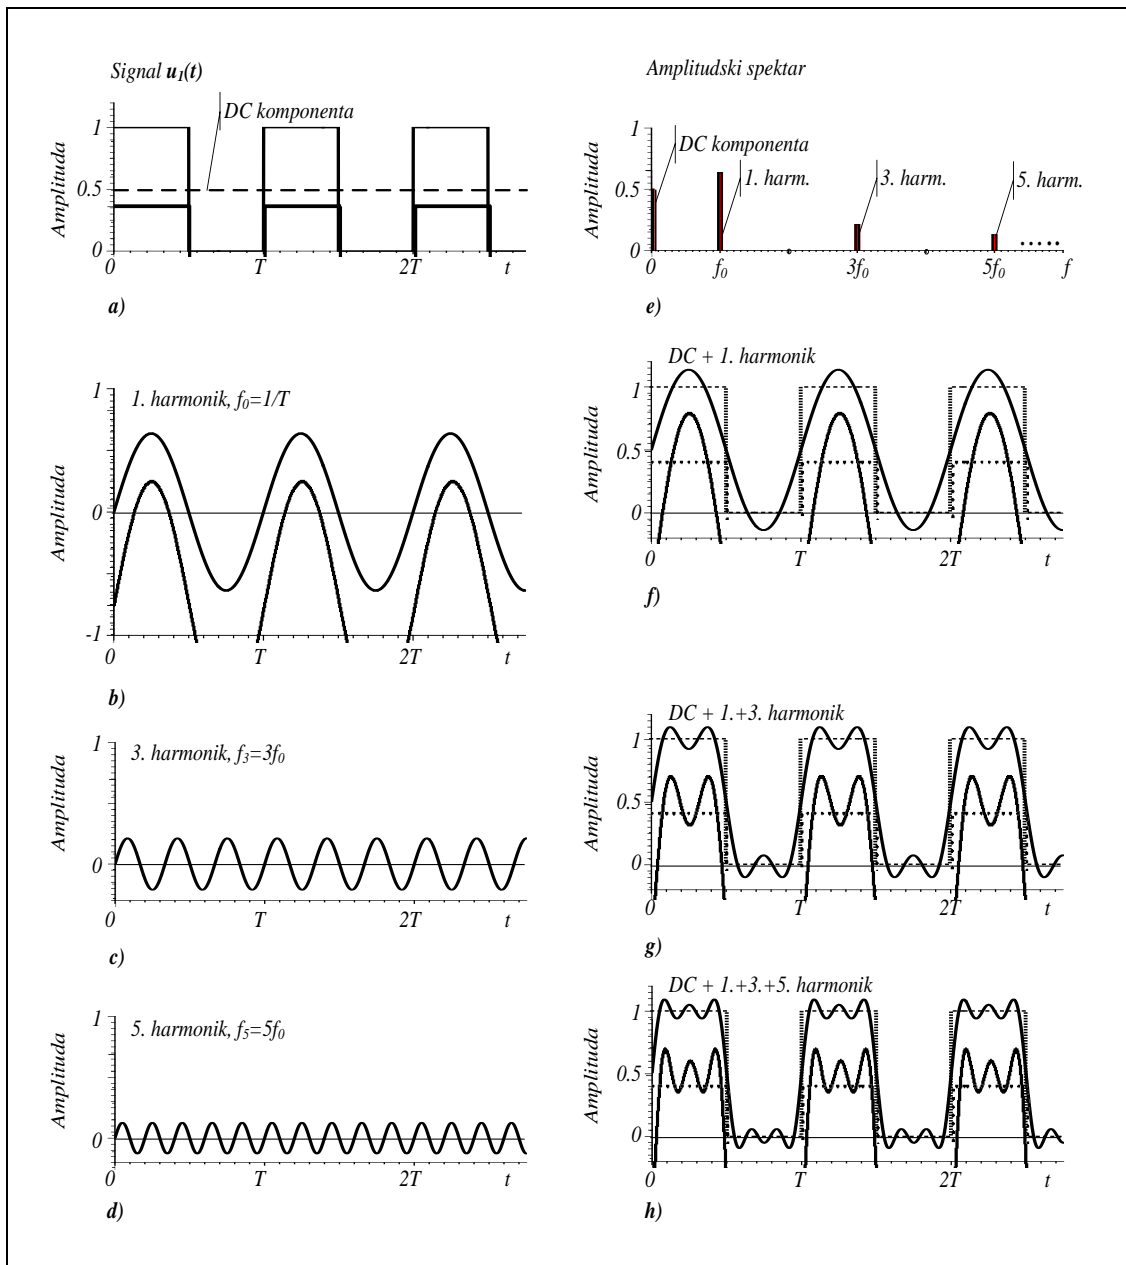 Signal u1(t)
DC komponenta
Amplituda
1
0.5
0
0 T 2T t
a)
1. harmonik, f0=1/T
Amplituda
1
0
-1
0 T 2T t
b)
3. harmonik, f3=3f0
Amplituda
1
0
0 T 2T t
c)
5. harmonik, f5=5f0
Amplituda
1
0
0 T 2T t
d)
Amplitudski spektar
DC komponenta
1. harm.
3. harm.
5. harm.
Amplituda
1
0.5
0
0 f0 3f0 5f0 f
e)
DC + 1. harmonik
Amplituda
1
0.5
0
0 T 2T t
f)
DC + 1.+3. harmonik
Amplituda
1
0.5
0
0 T 2T t
g)
DC + 1.+3.+5. harmonik
Amplituda
1
0.5
0
0 T 2T t
h)